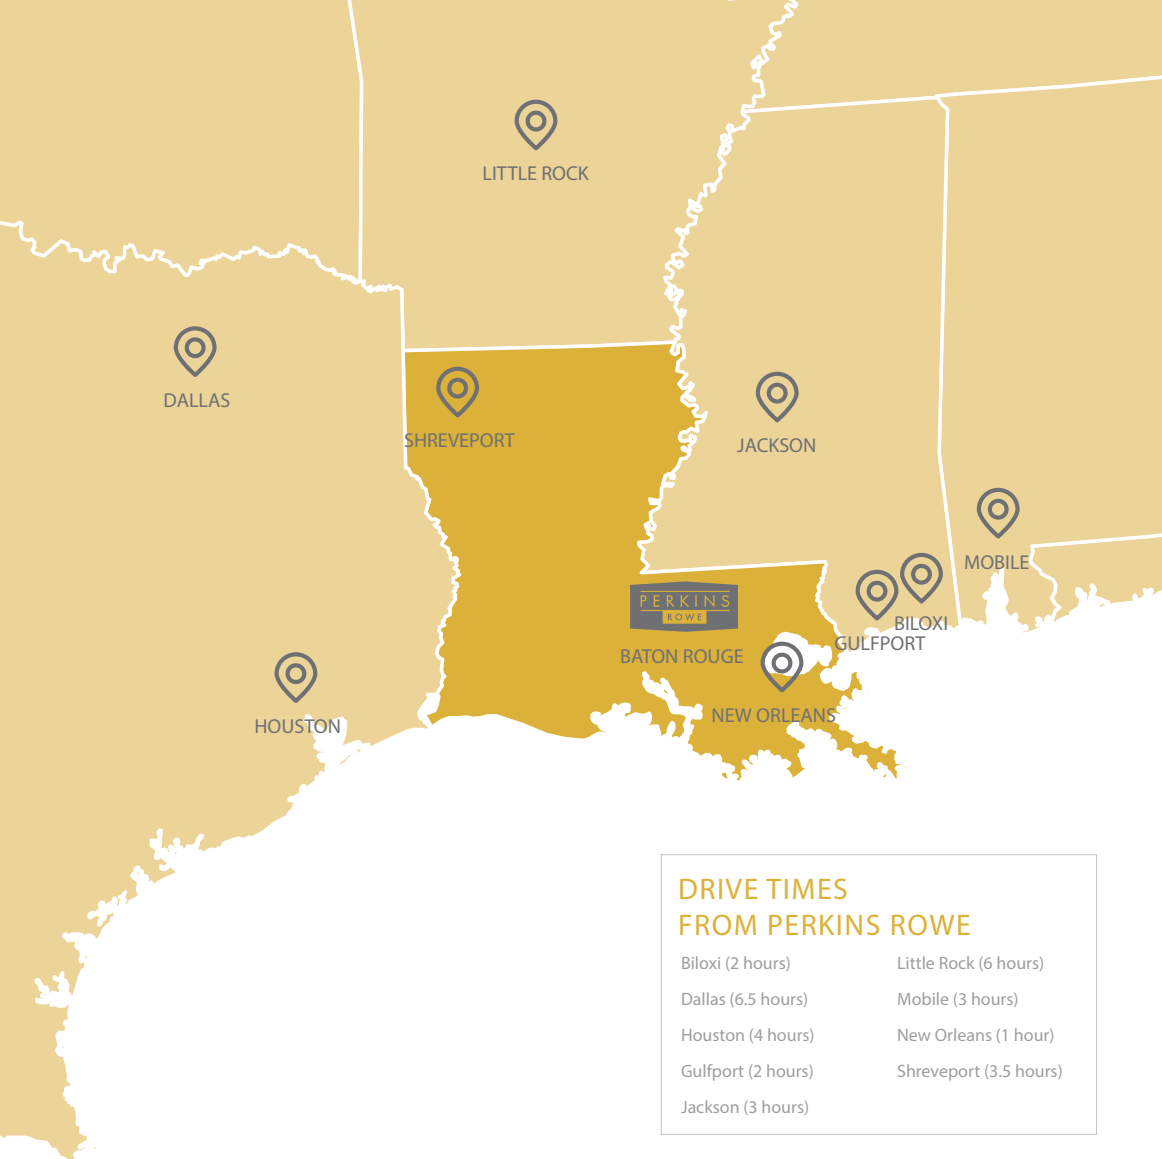 LITTLE ROCK
DALLAS
SHREVEPORT
JACKSON
MOBILE
BILOXI
GULFPORT
PERKINS
ROWE
BATON ROUGE
NEW ORLEANS
HOUSTON
DRIVE TIMES
FROM PERKINS ROWE
Biloxi (2 hours)
Dallas (6.5 hours)
Houston (4 hours)
Gulfport (2 hours)
Jackson (3 hours)
Little Rock (6 hours)
Mobile (3 hours)
New Orleans (1 hour)
Shreveport (3.5 hours)